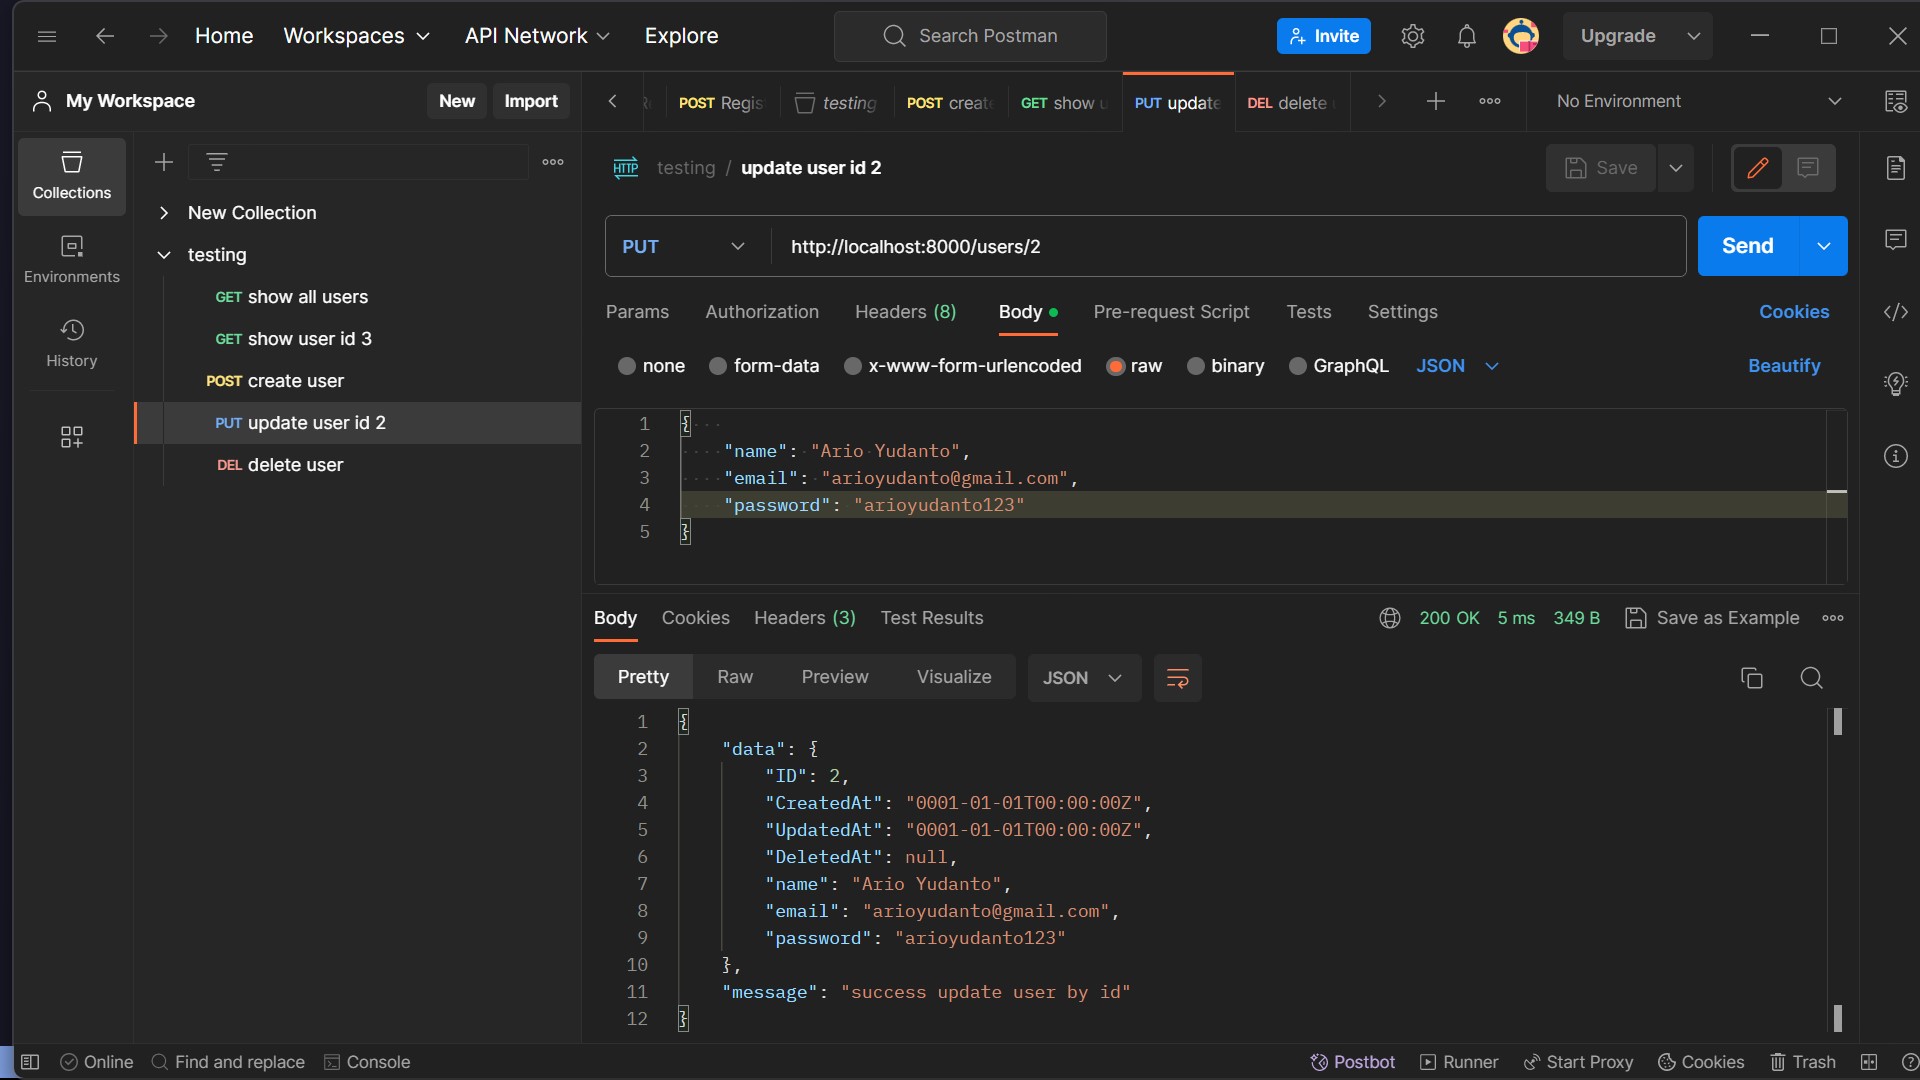 Home
Workspaces
API Network
Explore
Search Postman
Invite
Upgrade
My Workspace
New
Import
POST Regis
testing
POST creat
GET show u
PUT update
DEL delete
No Environment
Collections
Environments
History
New Collection
testing
GET show all users
GET show user id 3
POST create user
PUT update user id 2
DEL delete user
HTTP testing / update user id 2
Save
PUT
http://localhost:8000/users/2
Send
Params
Authorization
Headers (8)
Body
Pre-request Script
Tests
Settings
Cookies
none
form-data
x-www-form-urlencoded
raw
binary
GraphQL
JSON
Beautify
1 {
2 "name": "Ario Yudanto",
3 "email": "arioyudanto@gmail.com",
4 "password": "arioyudanto123"
5 }
Body
Cookies
Headers (3)
Test Results
200 OK
5 ms
349 B
Save as Example
Pretty
Raw
Preview
Visualize
JSON
1 {
2 "data": {
3 "ID": 2,
4 "CreatedAt": "0001-01-01T00:00:00Z",
5 "UpdatedAt": "0001-01-01T00:00:00Z",
6 "DeletedAt": null,
7 "name": "Ario Yudanto",
8 "email": "arioyudanto@gmail.com",
9 "password": "arioyudanto123"
10 },
11 "message": "success update user by id"
12 }
Online
Find and replace
Console
Postbot
Runner
Start Proxy
Cookies
Trash